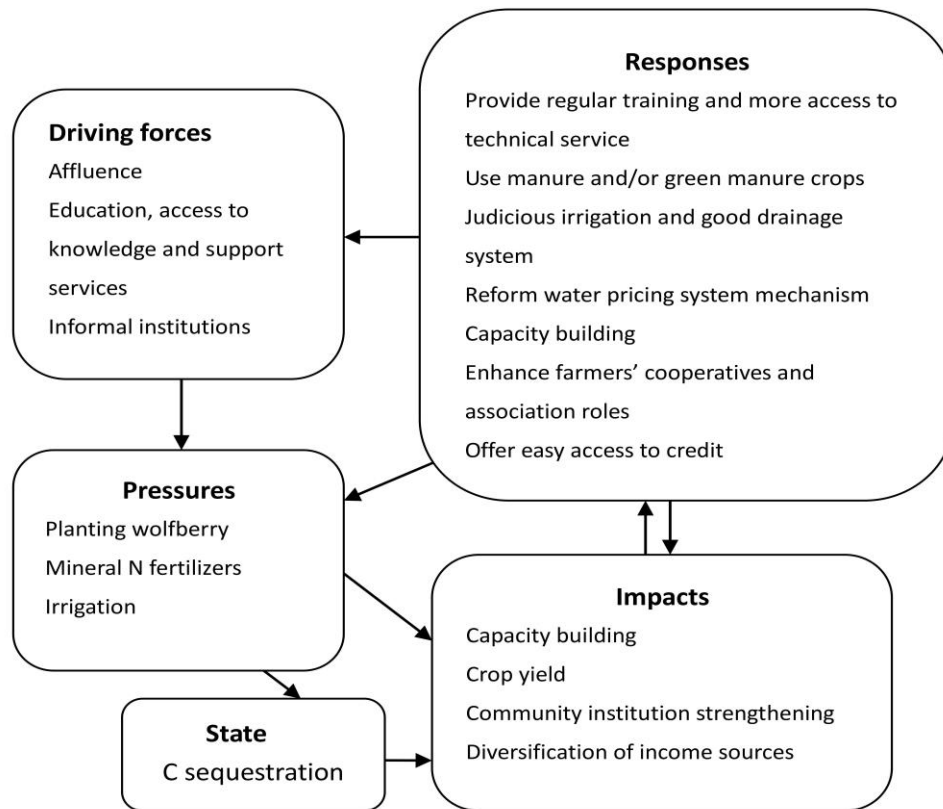 Driving forces
Affluence
Education, access to
knowledge and support
services
Informal institutions
Responses
Provide regular training and more access to
technical service
Use manure and/or green manure crops
Judicious irrigation and good drainage
system
Reform water pricing system mechanism
Capacity building
Enhance farmers’ cooperatives and
association roles
Offer easy access to credit
Pressures
Planting wolfberry
Mineral N fertilizers
Irrigation
Impacts
Capacity building
Crop yield
Community institution strengthening
Diversification of income sources
State
C sequestration